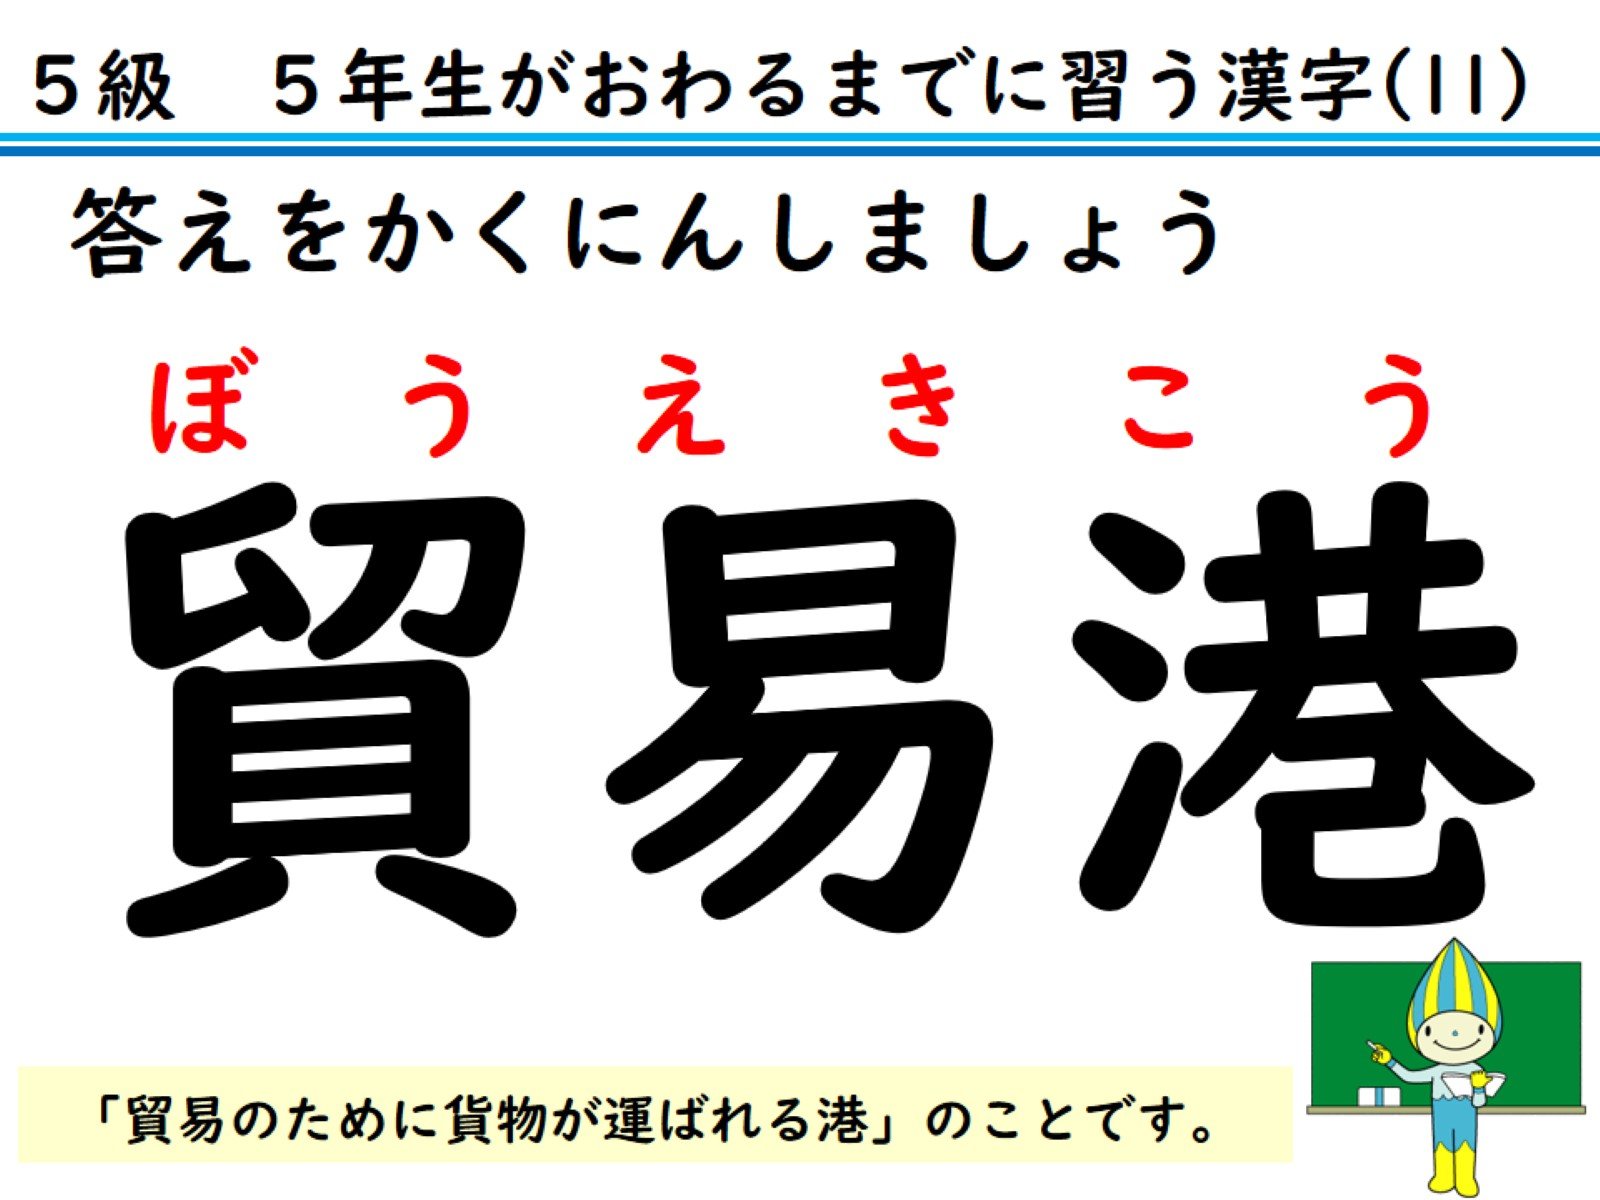 ５級　５年生がおわるまでに習う漢字(11)
答えをかくにんしましょう
ぼうえきこう
貿易港
「貿易のために貨物が運ばれる港」のことです。